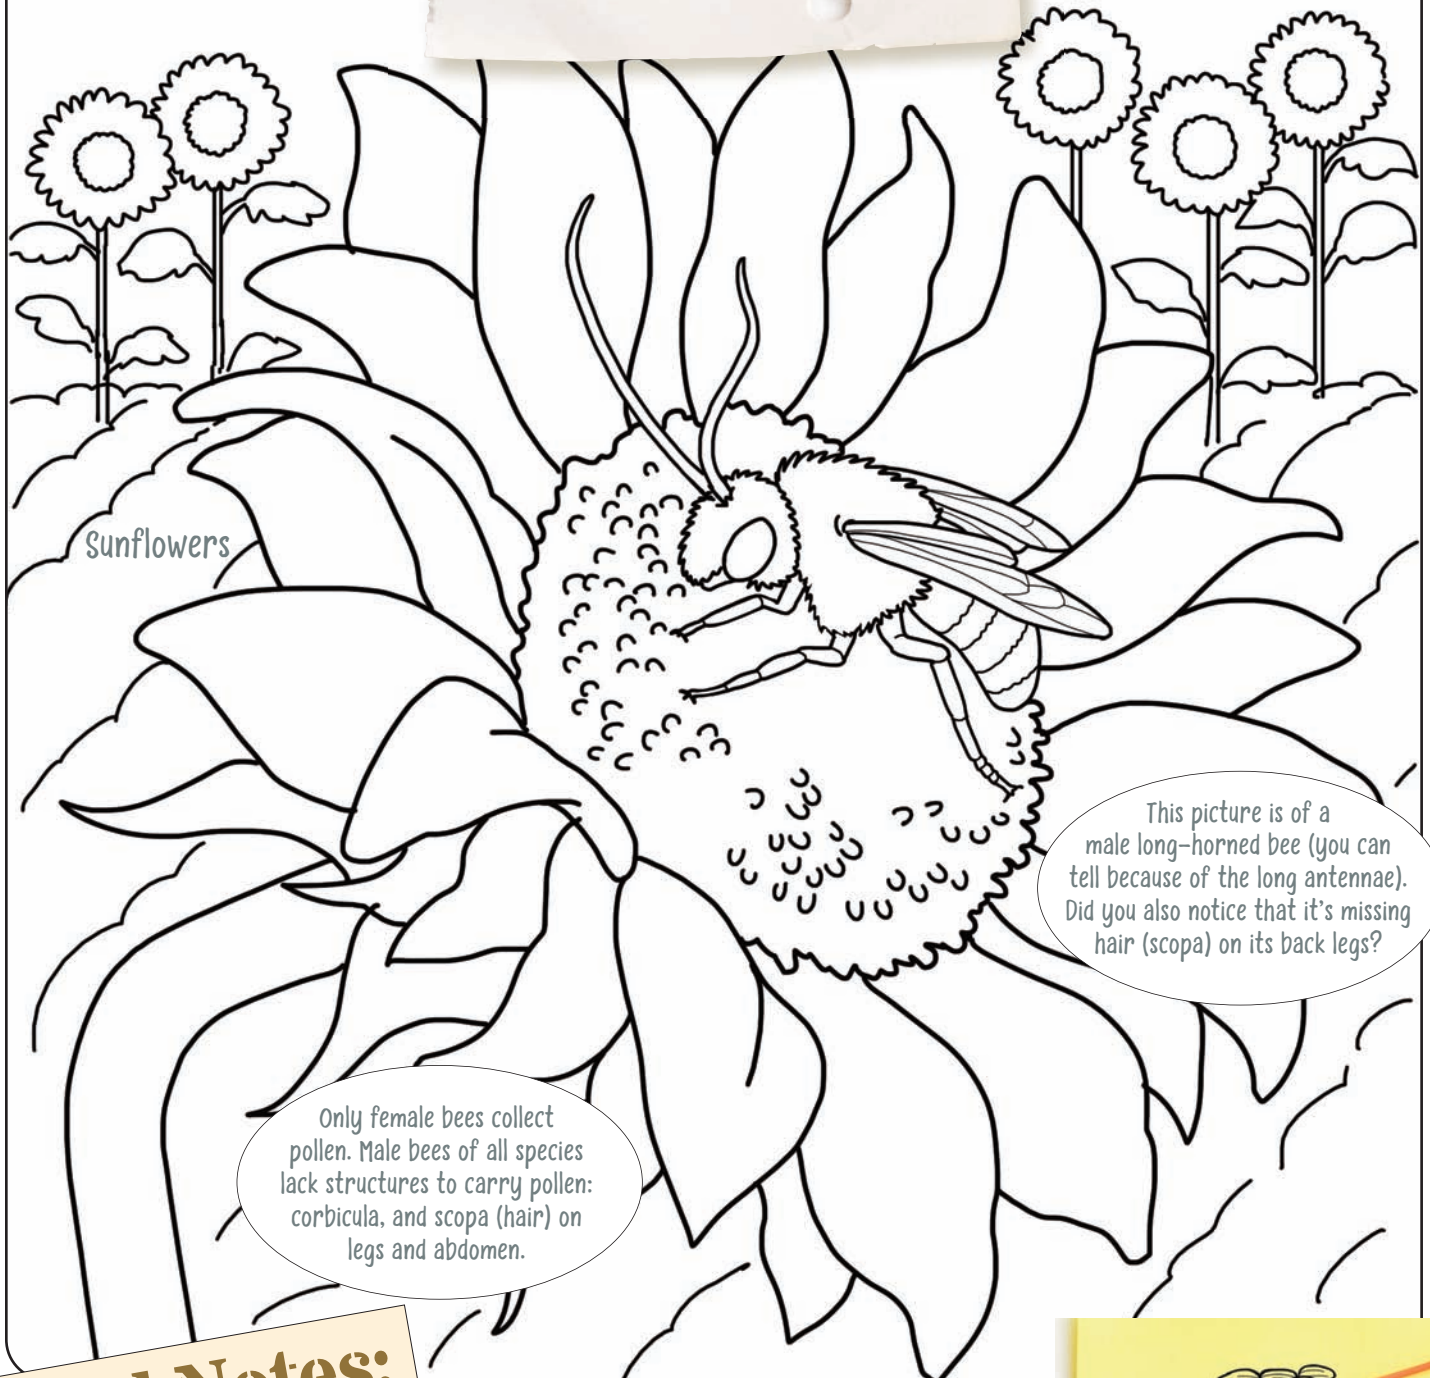 Sunflowers
This picture is of a
male long-horned bee (you can
tell because of the long antennae).
Did you also notice that it's missing
hair (scopa) on its back legs?
Only female bees collect
pollen. Male bees of all species
lack structures to carry pollen:
corbicula, and scopa (hair) on
legs and abdomen.
Notes: